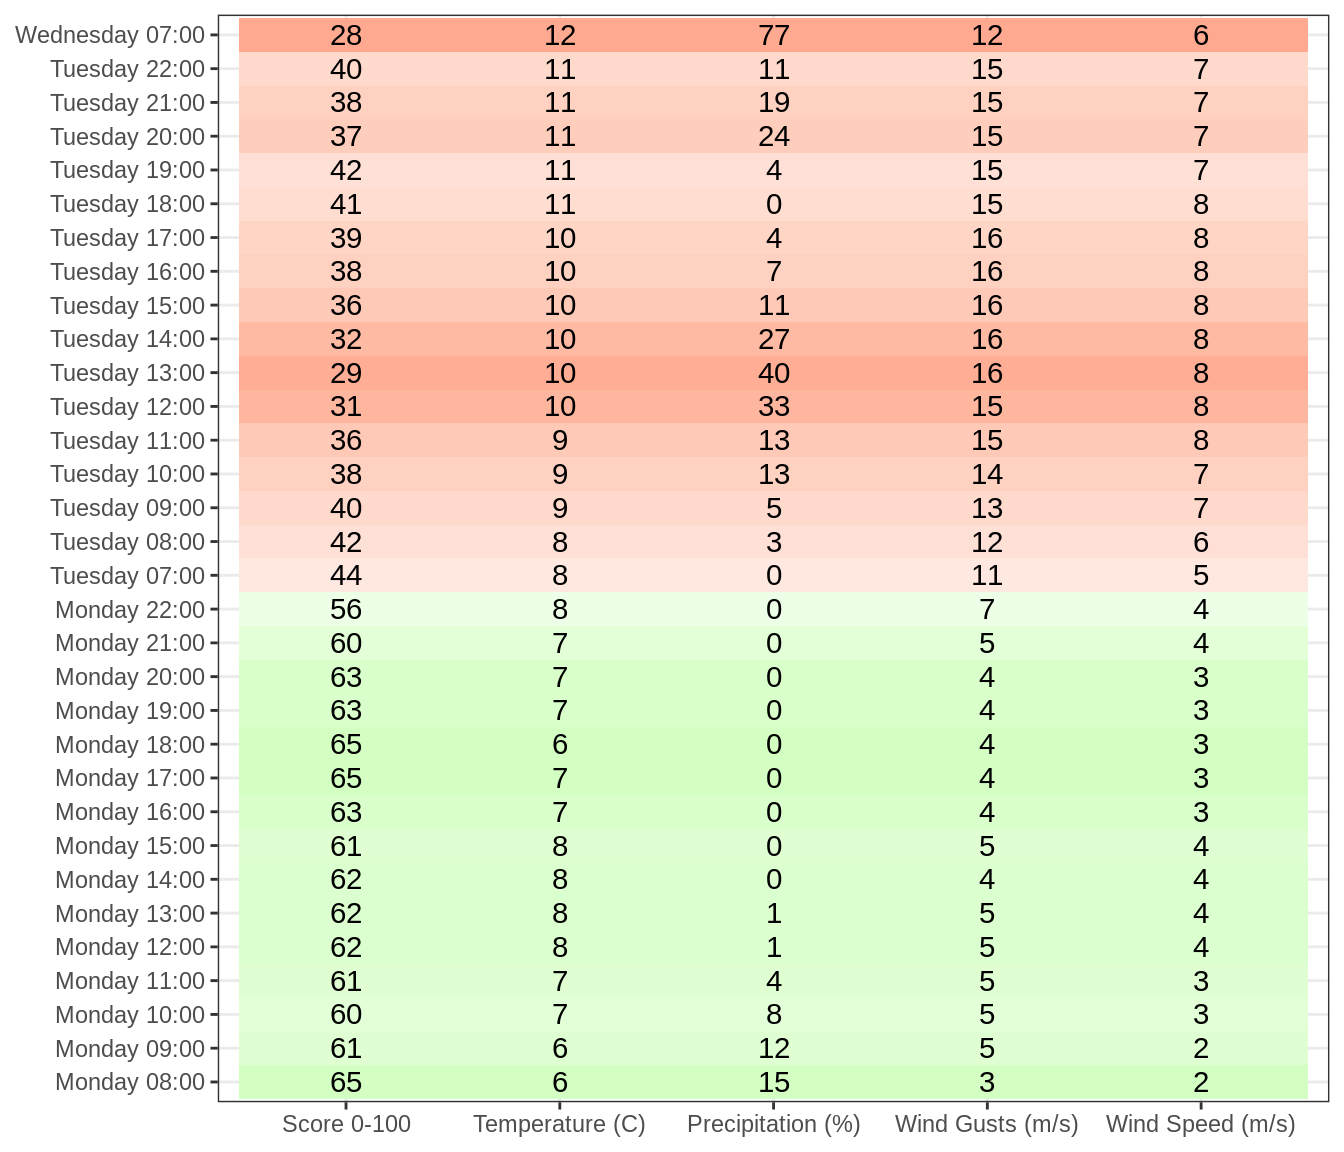 Wednesday 07:00 28 12 77 12 6
Tuesday 22:00 40 11 11 15 7
Tuesday 21:00 38 11 19 15 7
Tuesday 20:00 37 11 24 15 7
Tuesday 19:00 42 11 4 15 7
Tuesday 18:00 41 11 0 15 8
Tuesday 17:00 39 10 4 16 8
Tuesday 16:00 38 10 7 16 8
Tuesday 15:00 36 10 11 16 8
Tuesday 14:00 32 10 27 16 8
Tuesday 13:00 29 10 40 16 8
Tuesday 12:00 31 10 33 15 8
Tuesday 11:00 36 9 13 15 8
Tuesday 10:00 38 9 13 14 7
Tuesday 09:00 40 9 5 13 7
Tuesday 08:00 42 8 3 12 6
Tuesday 07:00 44 8 0 11 5
Monday 22:00 56 8 0 7 4
Monday 21:00 60 7 0 5 4
Monday 20:00 63 7 0 4 3
Monday 19:00 63 7 0 4 3
Monday 18:00 65 6 0 4 3
Monday 17:00 65 7 0 4 3
Monday 16:00 63 7 0 4 3
Monday 15:00 61 8 0 5 4
Monday 14:00 62 8 0 4 4
Monday 13:00 62 8 1 5 4
Monday 12:00 62 8 1 5 4
Monday 11:00 61 7 4 5 3
Monday 10:00 60 7 8 5 3
Monday 09:00 61 6 12 5 2
Monday 08:00 65 6 15 3 2
Score 0-100 Temperature (C) Precipitation (%) Wind Gusts (m/s) Wind Speed (m/s)